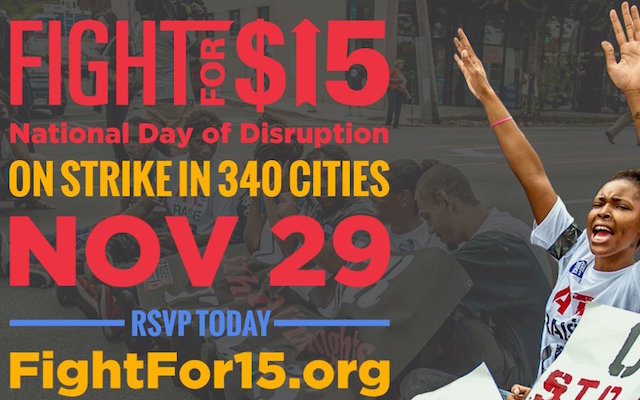 FIGHT FOR $15
National Day of Disruption
ON STRIKE IN 340 CITIES
NOV 29
RSVP TODAY
FightFor15.org